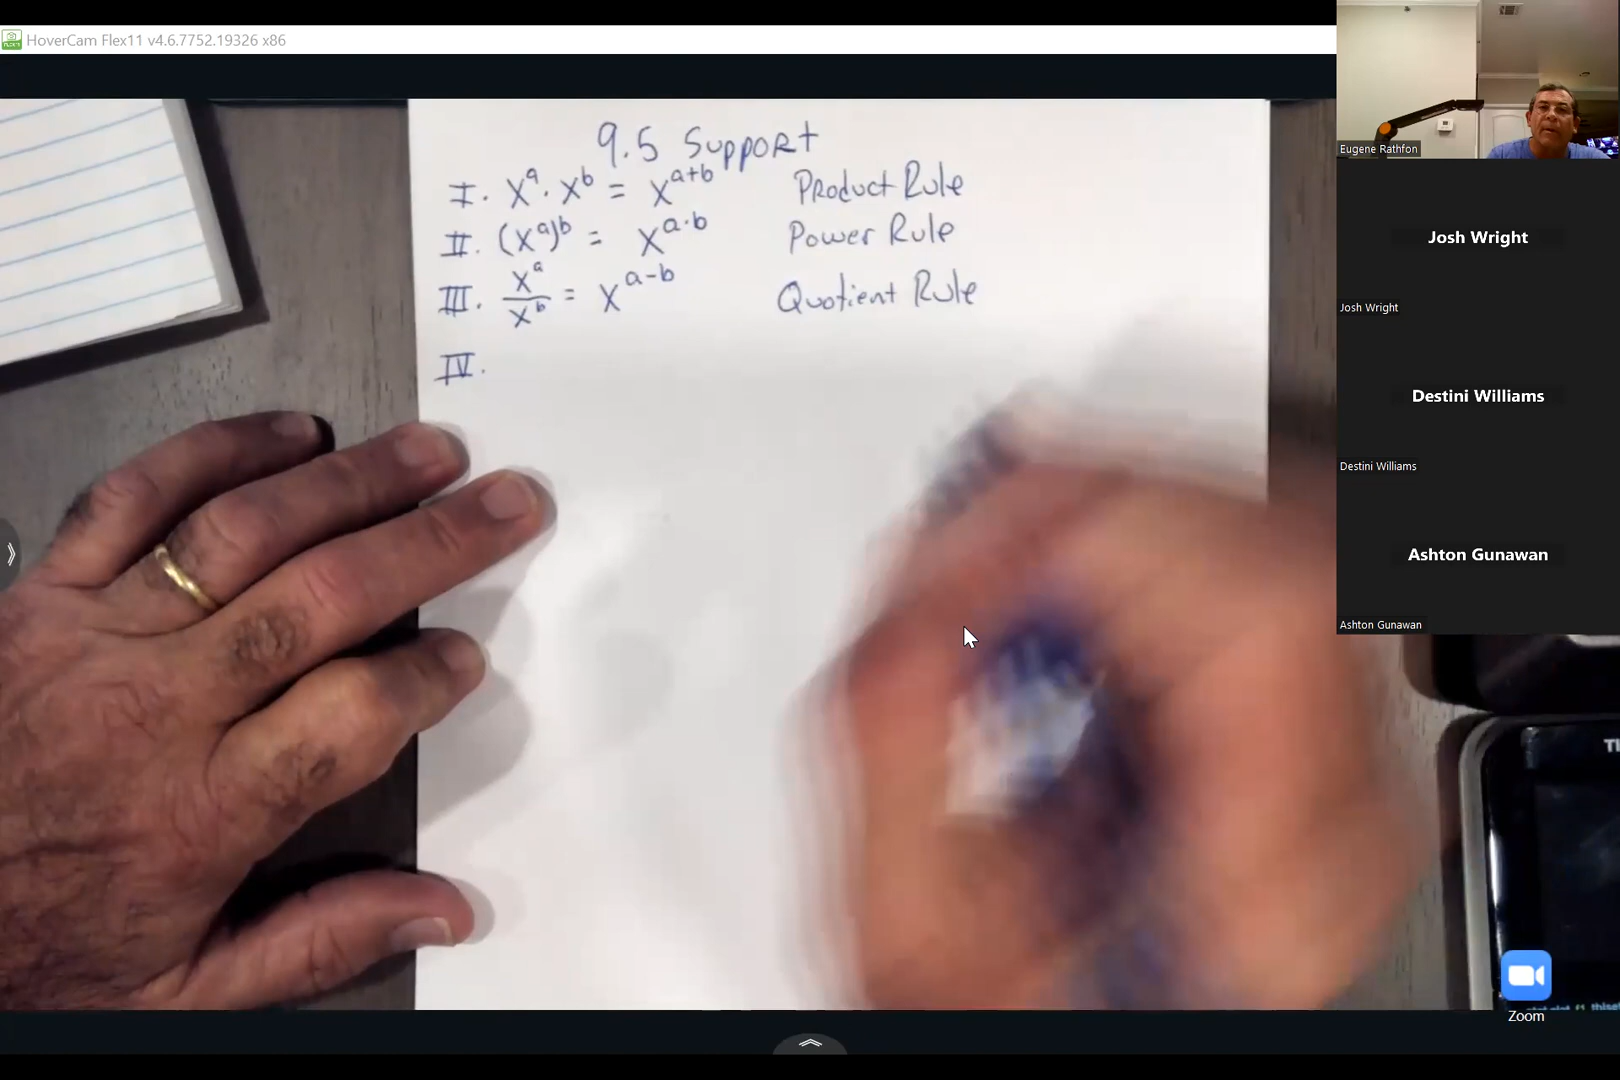 HoverCam Flex11 v4.6.7752.19326 x86
9.5 Support
I. x^a · x^b = x^{a+b} Product Rule
II. (x^a)^b = x^{a·b} Power Rule
III. x^a / x^b = x^{a-b} Quotient Rule
IV.
Eugene Rathfon
Josh Wright
Josh Wright
Destini Williams
Destini Williams
Ashton Gunawan
Ashton Gunawan
Zoom